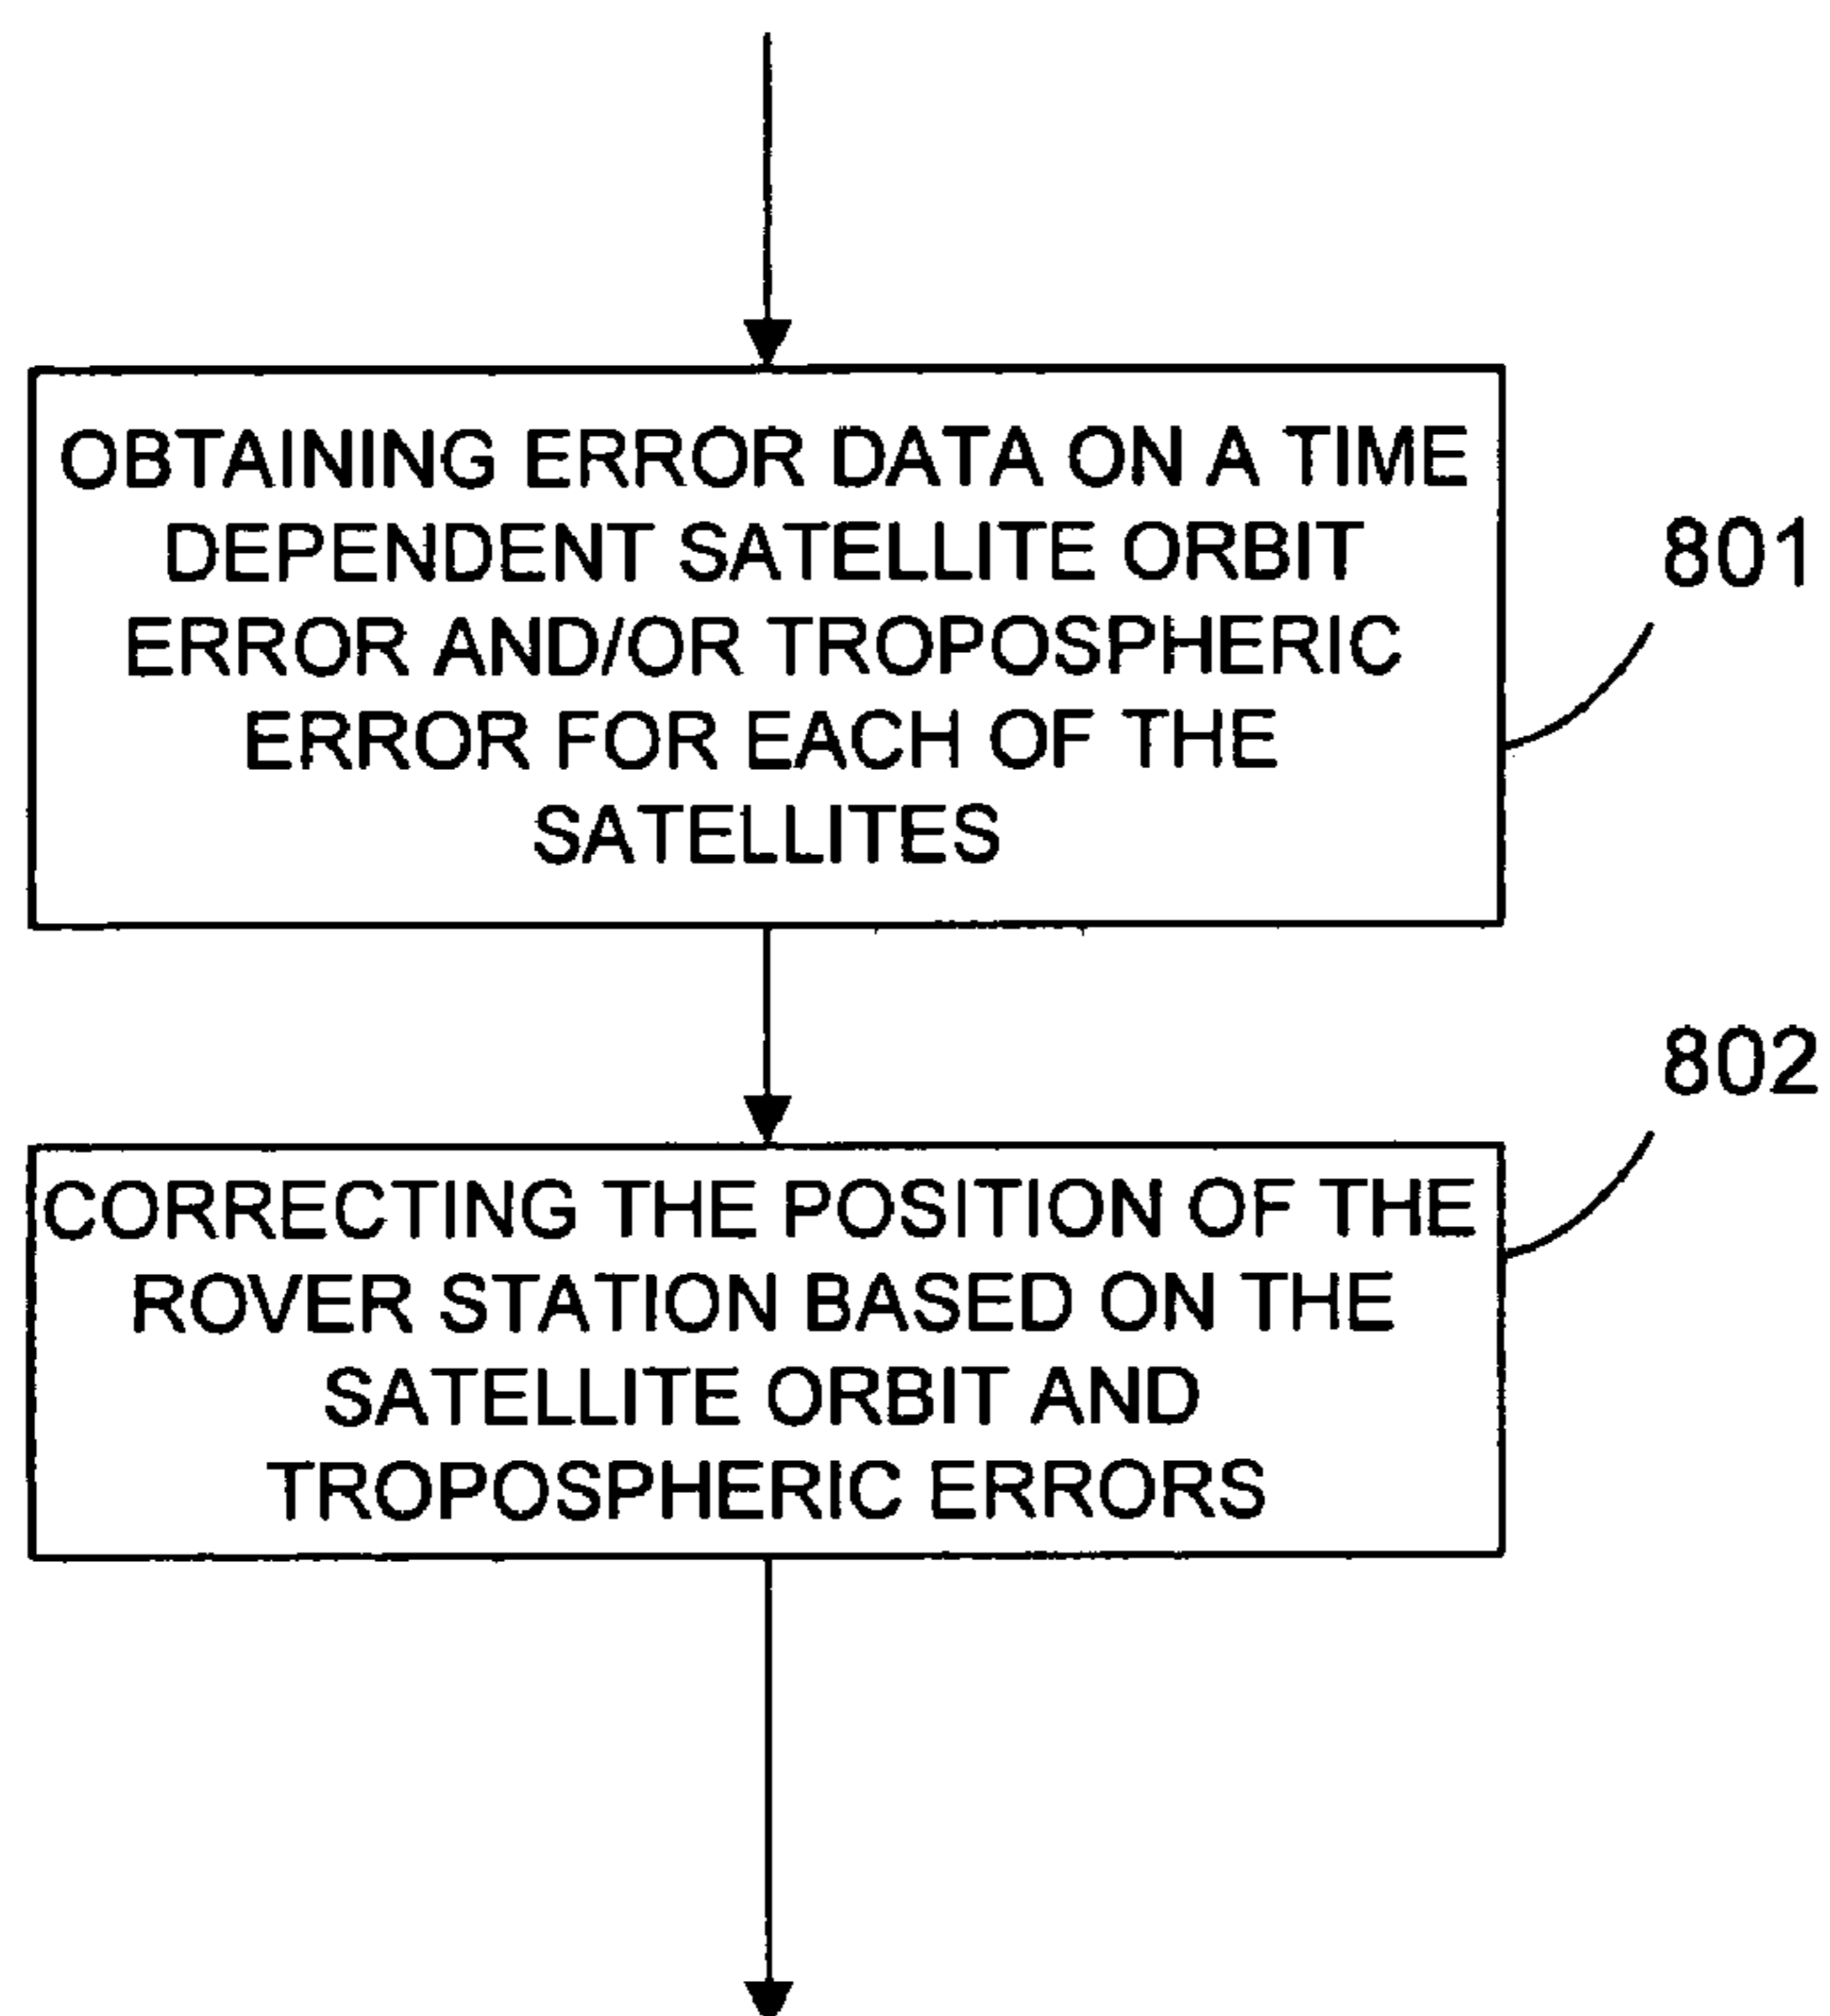 OBTAINING ERROR DATA ON A TIME
DEPENDENT SATELLITE ORBIT
ERROR AND/OR TROPOSPHERIC
ERROR FOR EACH OF THE
SATELLITES
801
802
CORRECTING THE POSITION OF THE
ROVER STATION BASED ON THE
SATELLITE ORBIT AND
TROPOSPHERIC ERRORS